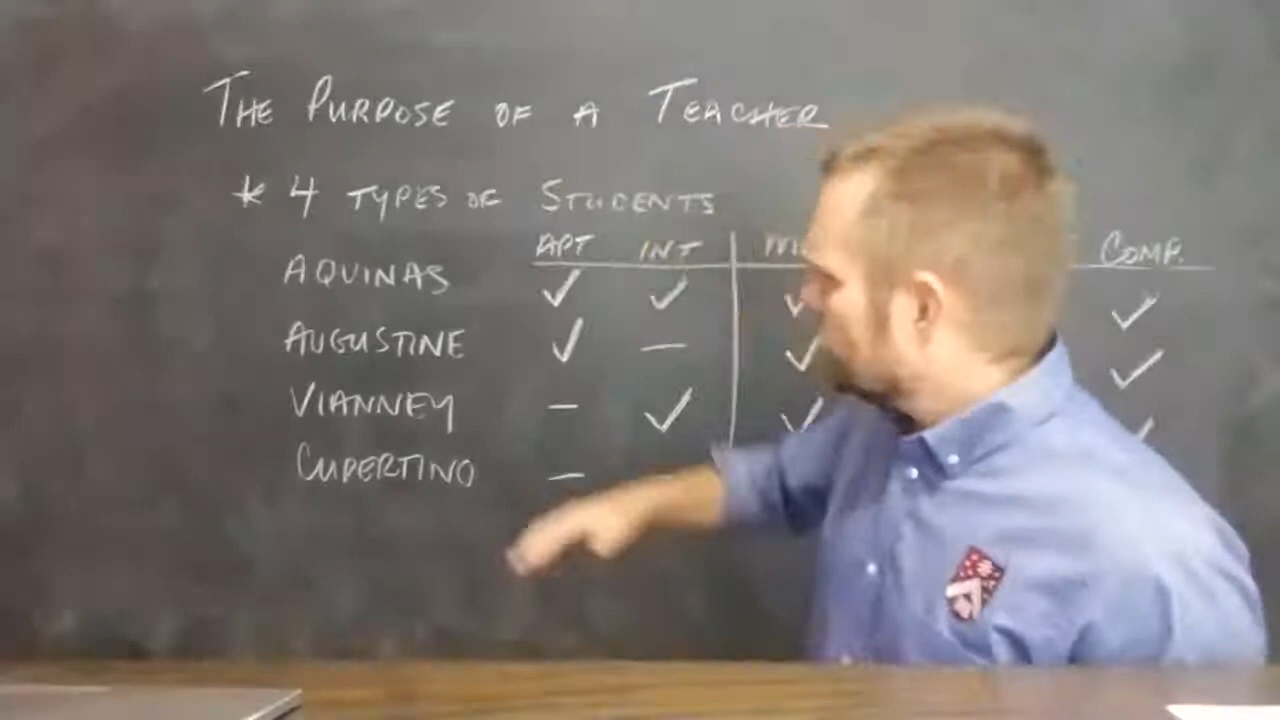 THE PURPOSE OF A TEACHER
* 4 TYPES OF STUDENTS
APT INT COMP.
AQUINAS ✓ ✓ ✓ ✓
AUGUSTINE ✓ — ✓ ✓
VIANNEY — ✓ ✓ ✓
CUPERTINO —